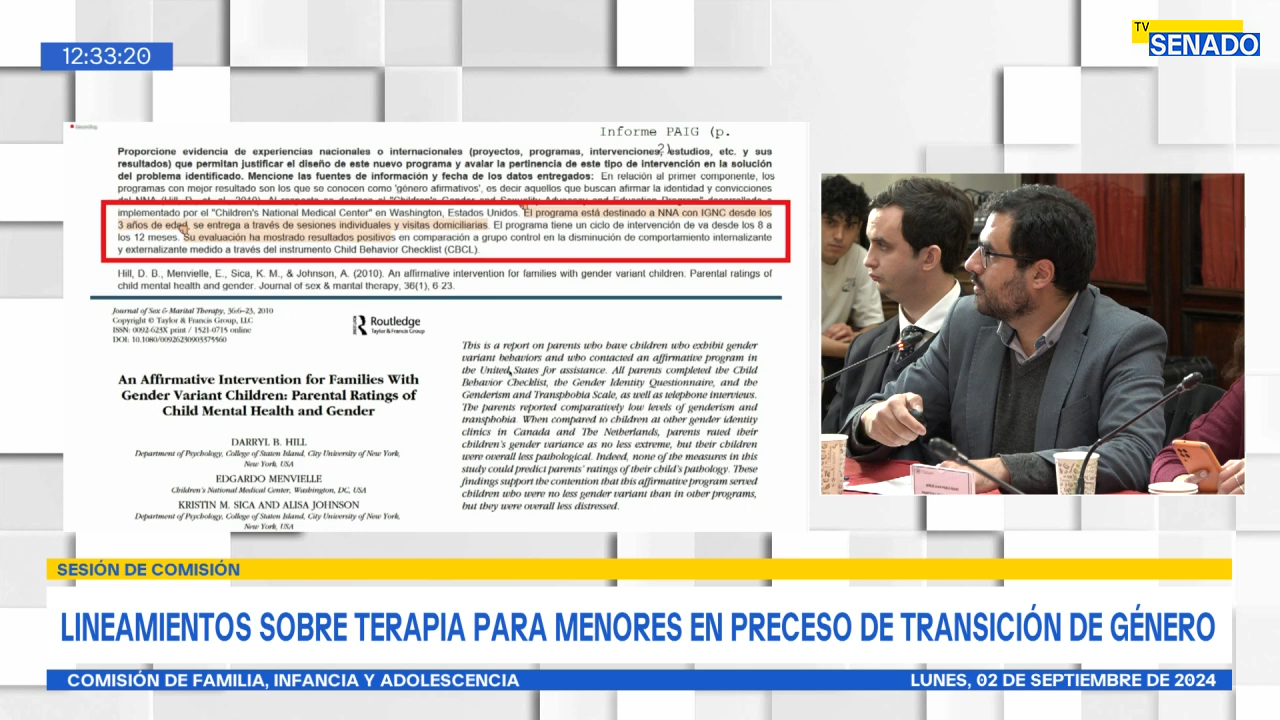 12:33:20
TV
SENADO
Informe PAIG (p.
2)
Proporcione evidencia de experiencias nacionales o internacionales (proyectos, programas, intervenciones, estudios, etc. y sus
resultados) que permitan justificar el diseño de este nuevo programa y avalar la pertinencia de este tipo de intervención en la solución
del problema identificado. Mencione las fuentes de información y fecha de los datos entregados: En relación al primer componente, los
programas con mejor resultado son los que se conocen como 'género afirmativos', es decir aquellos que buscan afirmar la identidad y convicciones
implementado por el "Children's National Medical Center" en Washington, Estados Unidos. El programa está destinado a NNA con IGNC desde los
3 años de edad, se entrega a través de sesiones individuales y visitas domiciliarias. El programa tiene un ciclo de intervención de va desde los 8 a
los 12 meses. Su evaluación ha mostrado resultados positivos en comparación a grupo control en la disminución de comportamiento internalizante
y externalizante medido a través del instrumento Child Behavior Checklist (CBCL).
Hill, D. B., Menvielle, E., Sica, K. M., & Johnson, A. (2010). An affirmative intervention for families with gender variant children. Parental ratings of
child mental health and gender. Journal of sex & marital therapy, 36(1), 6-23.
Journal of Sex & Marital Therapy, 36:6–23, 2010
Copyright © Taylor & Francis Group, LLC
ISSN: 0092-623X print / 1521-0715 online
DOI: 10.1080/00926230903375560
Routledge
Taylor & Francis Group
An Affirmative Intervention for Families With
Gender Variant Children: Parental Ratings of
Child Mental Health and Gender
DARRYL B. HILL
Department of Psychology, College of Staten Island, City University of New York,
New York, USA
EDGARDO MENVIELLE
Children's National Medical Center, Washington, DC, USA
KRISTIN M. SICA AND ALISA JOHNSON
Department of Psychology, College of Staten Island, City University of New York,
New York, USA
This is a report on parents who have children who exhibit gender
variant behaviors and who contacted an affirmative program in
the United States for assistance. All parents completed the Child
Behavior Checklist, the Gender Identity Questionnaire, and the
Genderism and Transphobia Scale, as well as telephone interviews.
The parents reported comparatively low levels of genderism and
transphobia. When compared to children at other gender identity
clinics in Canada and The Netherlands, parents rated their
children's gender variance as no less extreme, but their children
were overall less pathological. Indeed, none of the measures in this
study could predict parents' ratings of their child's pathology. These
findings support the contention that this affirmative program served
children who were no less gender variant than in other programs,
but they were overall less distressed.
SESIÓN DE COMISIÓN
LINEAMIENTOS SOBRE TERAPIA PARA MENORES EN PRECESO DE TRANSICIÓN DE GÉNERO
COMISIÓN DE FAMILIA, INFANCIA Y ADOLESCENCIA
LUNES, 02 DE SEPTIEMBRE DE 2024